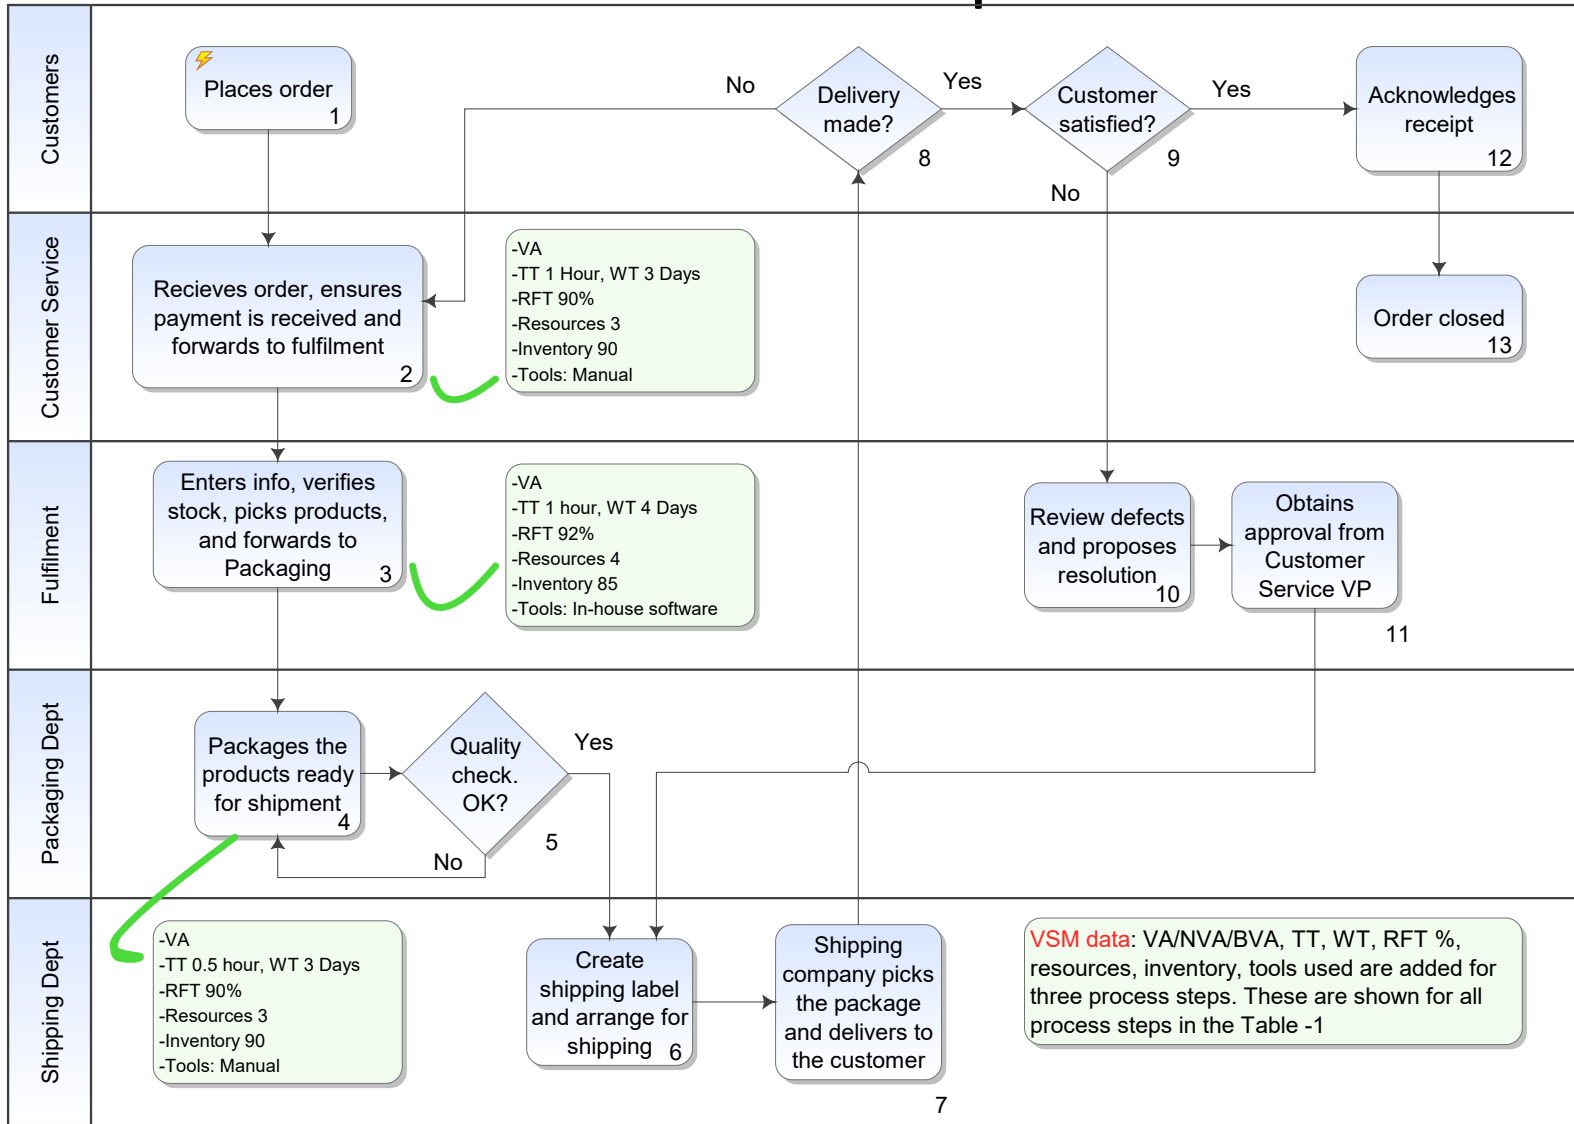 Customers
Places order
1
No
Delivery
made?
8
Yes
Customer
satisfied?
9
Yes
No
Acknowledges
receipt
12
Customer Service
Recieves order, ensures
payment is received and
forwards to fulfilment
2
-VA
-TT 1 Hour, WT 3 Days
-RFT 90%
-Resources 3
-Inventory 90
-Tools: Manual
Order closed
13
Fulfilment
Enters info, verifies
stock, picks products,
and forwards to
Packaging
3
-VA
-TT 1 hour, WT 4 Days
-RFT 92%
-Resources 4
-Inventory 85
-Tools: In-house software
Review defects
and proposes
resolution
10
Obtains
approval from
Customer
Service VP
11
Packaging Dept
Packages the
products ready
for shipment
4
Quality
check.
OK?
5
Yes
No
Shipping Dept
-VA
-TT 0.5 hour, WT 3 Days
-RFT 90%
-Resources 3
-Inventory 90
-Tools: Manual
Create
shipping label
and arrange for
shipping
6
Shipping
company picks
the package
and delivers to
the customer
7
VSM data: VA/NVA/BVA, TT, WT, RFT %,
resources, inventory, tools used are added for
three process steps. These are shown for all
process steps in the Table -1